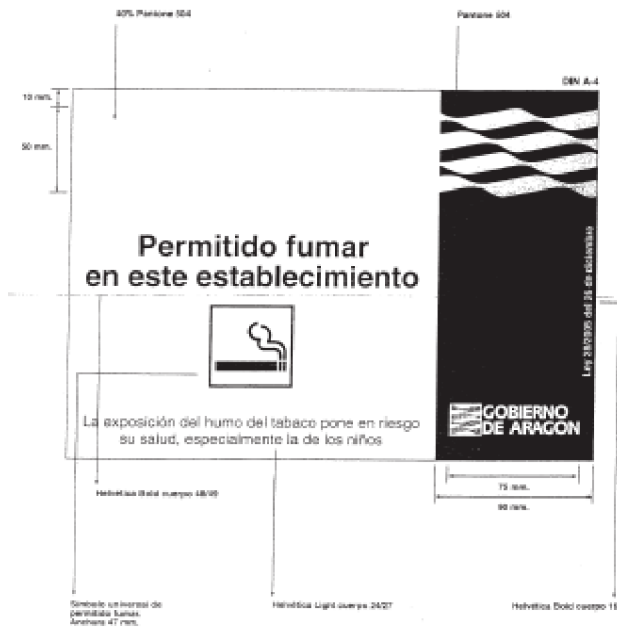 40% Pantone 504
Pantone 504
DIN A-4
10 mm.
50 mm.
Permitido fumar
en este establecimiento
Ley 28/2005 del 26 de diciembre
La exposición del humo del tabaco pone en riesgo
su salud, especialmente la de los niños
GOBIERNO
DE ARAGON
75 mm.
90 mm.
Helvética Bold cuerpo 48/49
Símbolo universal de
permitido fumar.
Anchura 47 mm.
Helvética Light cuerpo 24/27
Helvética Bold cuerpo